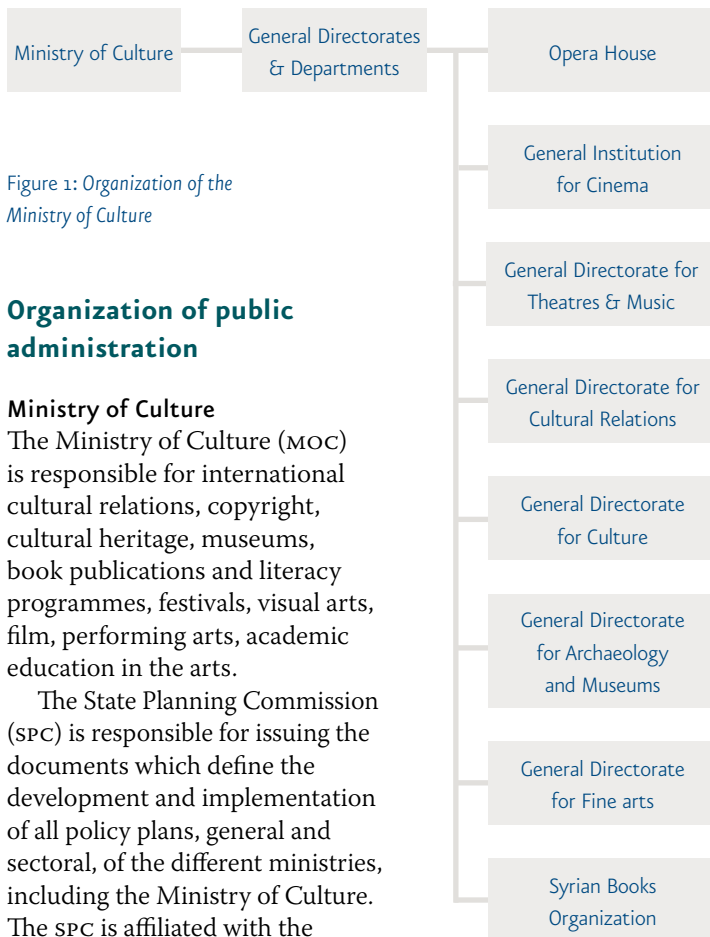 Ministry of Culture
General Directorates
& Departments
Opera House
General Institution
for Cinema
General Directorate for
Theatres & Music
General Directorate for
Cultural Relations
General Directorate
for Culture
General Directorate
for Archaeology
and Museums
General Directorate
for Fine arts
Syrian Books
Organization
Figure 1: Organization of the
Ministry of Culture
Organization of public
administration
Ministry of Culture
The Ministry of Culture (MOC)
is responsible for international
cultural relations, copyright,
cultural heritage, museums,
book publications and literacy
programmes, festivals, visual arts,
film, performing arts, academic
education in the arts.
The State Planning Commission
(SPC) is responsible for issuing the
documents which define the
development and implementation
of all policy plans, general and
sectoral, of the different ministries,
including the Ministry of Culture.
The SPC is affiliated with the